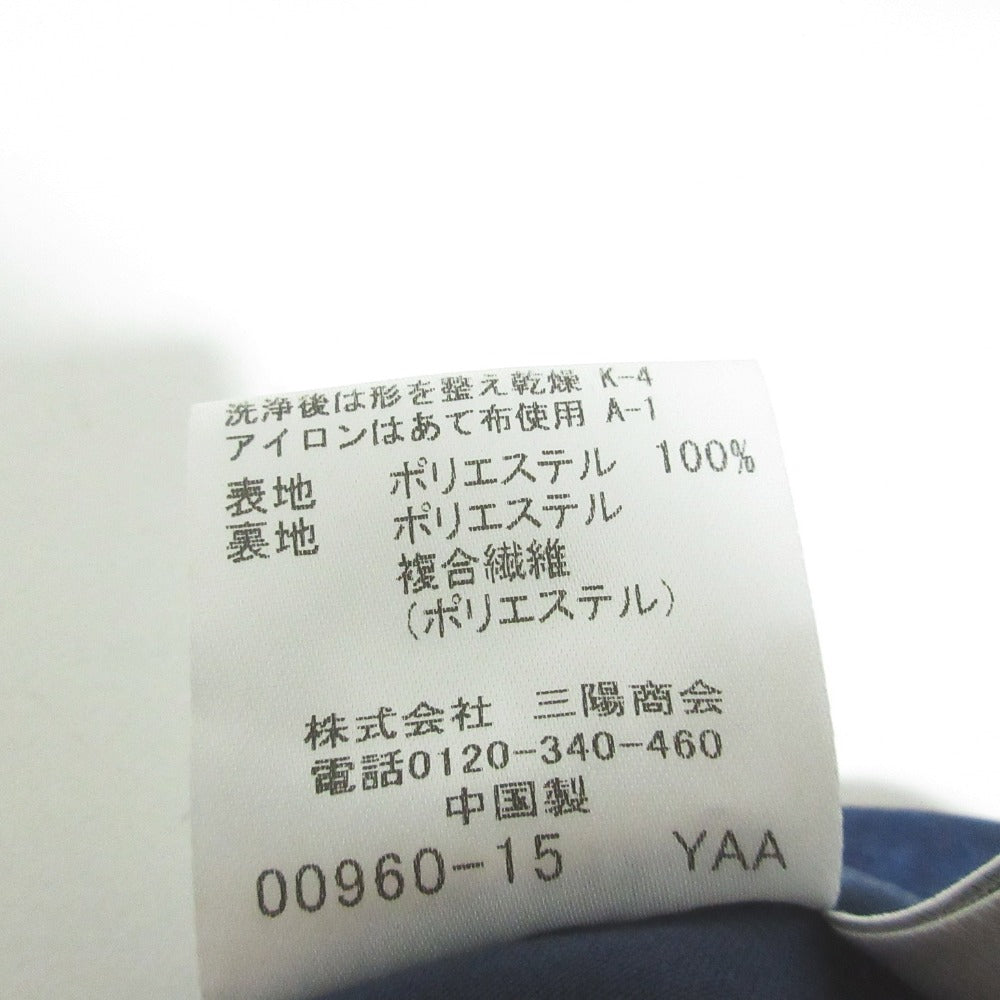 洗浄後は形を整え乾燥 K-4
アイロンはあて布使用 A-1
表地 ポリエステル 100%
裏地 ポリエステル
複合繊維
(ポリエステル)
株式会社 三陽商会
電話0120-340-460
中国製
00960-15 YAA